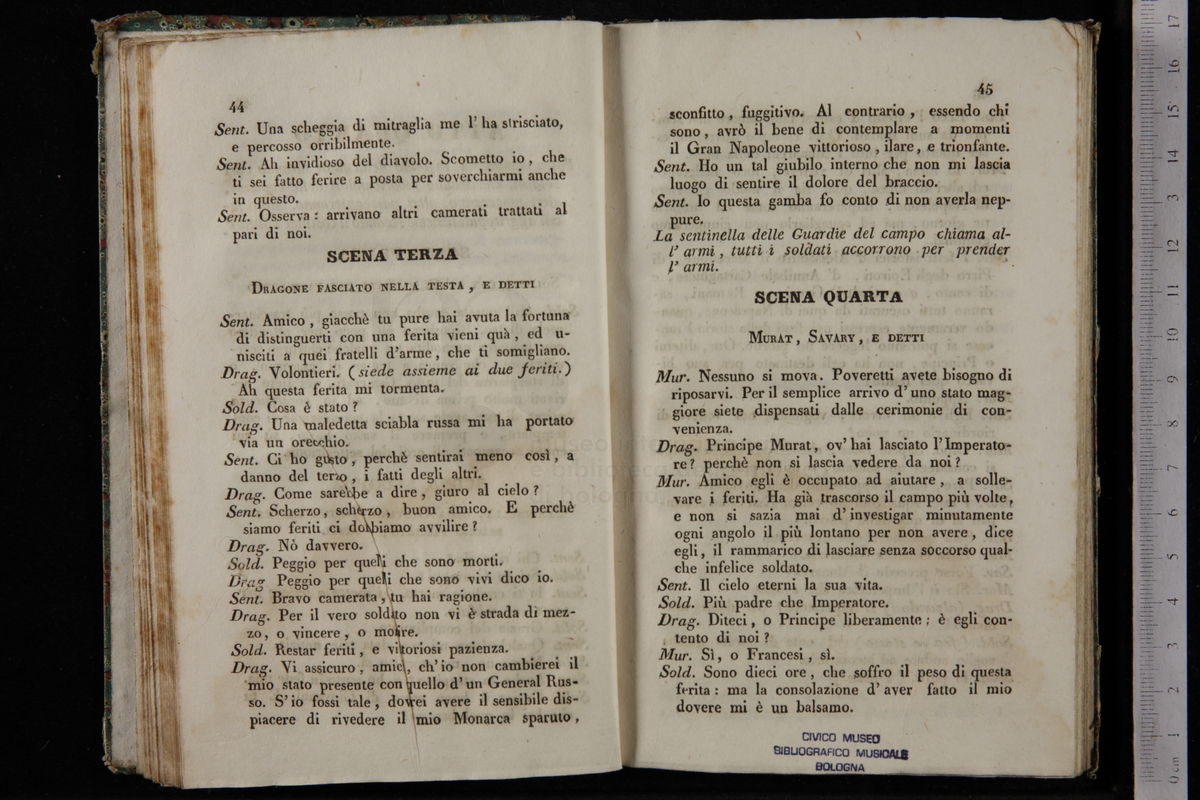 44
Sent. Una scheggia di mitraglia me l' ha strisciato,
e percosso orribilmente.
Sent. Ah invidioso del diavolo. Scometto io, che
ti sei fatto ferire a posta per soverchiarmi anche
in questo.
Sent. Osserva : arrivano altri camerati trattati al
pari di noi.
SCENA TERZA
DRAGONE FASCIATO NELLA TESTA, E DETTI
Sent. Amico, giacchè tu pure hai avuta la fortuna
di distinguerti con una ferita vieni quà, ed u-
nisciti a quei fratelli d'arme, che ti somigliano.
Drag. Volontieri. (siede assieme ai due feriti.)
Ah questa ferita mi tormenta.
Sold. Cosa è stato ?
Drag. Una maledetta sciabla russa mi ha portato
via un orecchio.
Sent. Ci ho gusto, perchè sentirai meno così, a
danno del terzo, i fatti degli altri.
Drag. Come sarebbe a dire, giuro al cielo ?
Sent. Scherzo, scherzo, buon amico. E perchè
siamo feriti ci dobbiamo avvilire ?
Drag. Nò davvero.
Sold. Peggio per quelli che sono morti.
Drag Peggio per quelli che sono vivi dico io.
Sent. Bravo camerata, tu hai ragione.
Drag. Per il vero soldato non vi è strada di mez-
zo, o vincere, o morire.
Sold. Restar feriti, e vittoriosi pazienza.
Drag. Vi assicuro, amici, ch' io non cambierei il
mio stato presente con quello d' un General Rus-
so. S' io fossi tale, dovrei avere il sensibile dis-
piacere di rivedere il mio Monarca sparuto,
45
sconfitto, fuggitivo. Al contrario, essendo chi
sono, avrò il bene di contemplare a momenti
il Gran Napoleone vittorioso, ilare, e trionfante.
Sent. Ho un tal giubilo interno che non mi lascia
luogo di sentire il dolore del braccio.
Sent. Io questa gamba fo conto di non averla nep-
pure.
La sentinella delle Guardie del campo chiama al-
l' armi, tutti i soldati accorrono per prender
l' armi.
SCENA QUARTA
MURAT, SAVARY, E DETTI
Mur. Nessuno si mova. Poveretti avete bisogno di
riposarvi. Per il semplice arrivo d' uno stato mag-
giore siete dispensati dalle cerimonie di con-
venienza.
Drag. Principe Murat, ov' hai lasciato l' Imperato-
re ? perchè non si lascia vedere da noi ?
Mur. Amico egli è occupato ad aiutare, a solle-
vare i feriti. Ha già trascorso il campo più volte,
e non si sazia mai d' investigar minutamente
ogni angolo il più lontano per non avere, dice
egli, il rammarico di lasciare senza soccorso qual-
che infelice soldato.
Sent. Il cielo eterni la sua vita.
Sold. Più padre che Imperatore.
Drag. Diteci, o Principe liberamente ; è egli con-
tento di noi ?
Mur. Sì, o Francesi, sì.
Sold. Sono dieci ore, che soffro il peso di questa
ferita : ma la consolazione d' aver fatto il mio
dovere mi è un balsamo.
CIVICO MUSEO
BIBLIOGRAFICO MUSICALE
BOLOGNA
0 cm 1 2 3 4 5 6 7 8 9 10 11 12 3 14 15 16 17